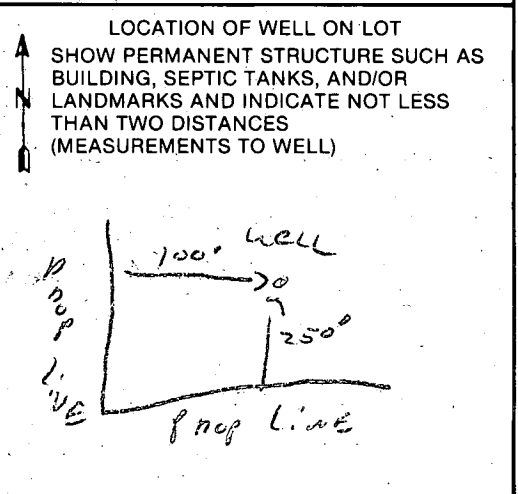 LOCATION OF WELL ON LOT
SHOW PERMANENT STRUCTURE SUCH AS
BUILDING, SEPTIC TANKS, AND/OR
N LANDMARKS AND INDICATE NOT LESS
THAN TWO DISTANCES
(MEASUREMENTS TO WELL)
100' WELL
Prop LiNE
250'
Prop LiNE